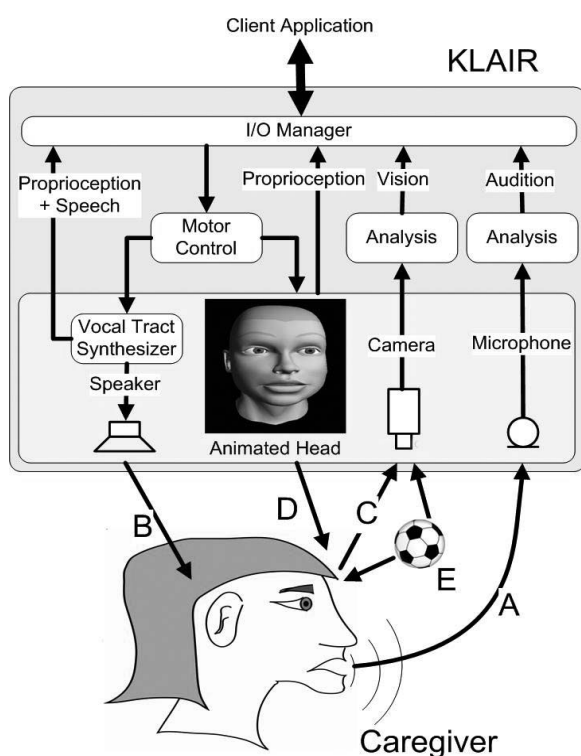 Client Application
KLAIR
I/O Manager
Proprioception
+ Speech
Proprioception
Vision
Audition
Motor
Control
Analysis
Analysis
Vocal Tract
Synthesizer
Camera
Microphone
Speaker
Animated Head
B
D
C
E
A
Caregiver